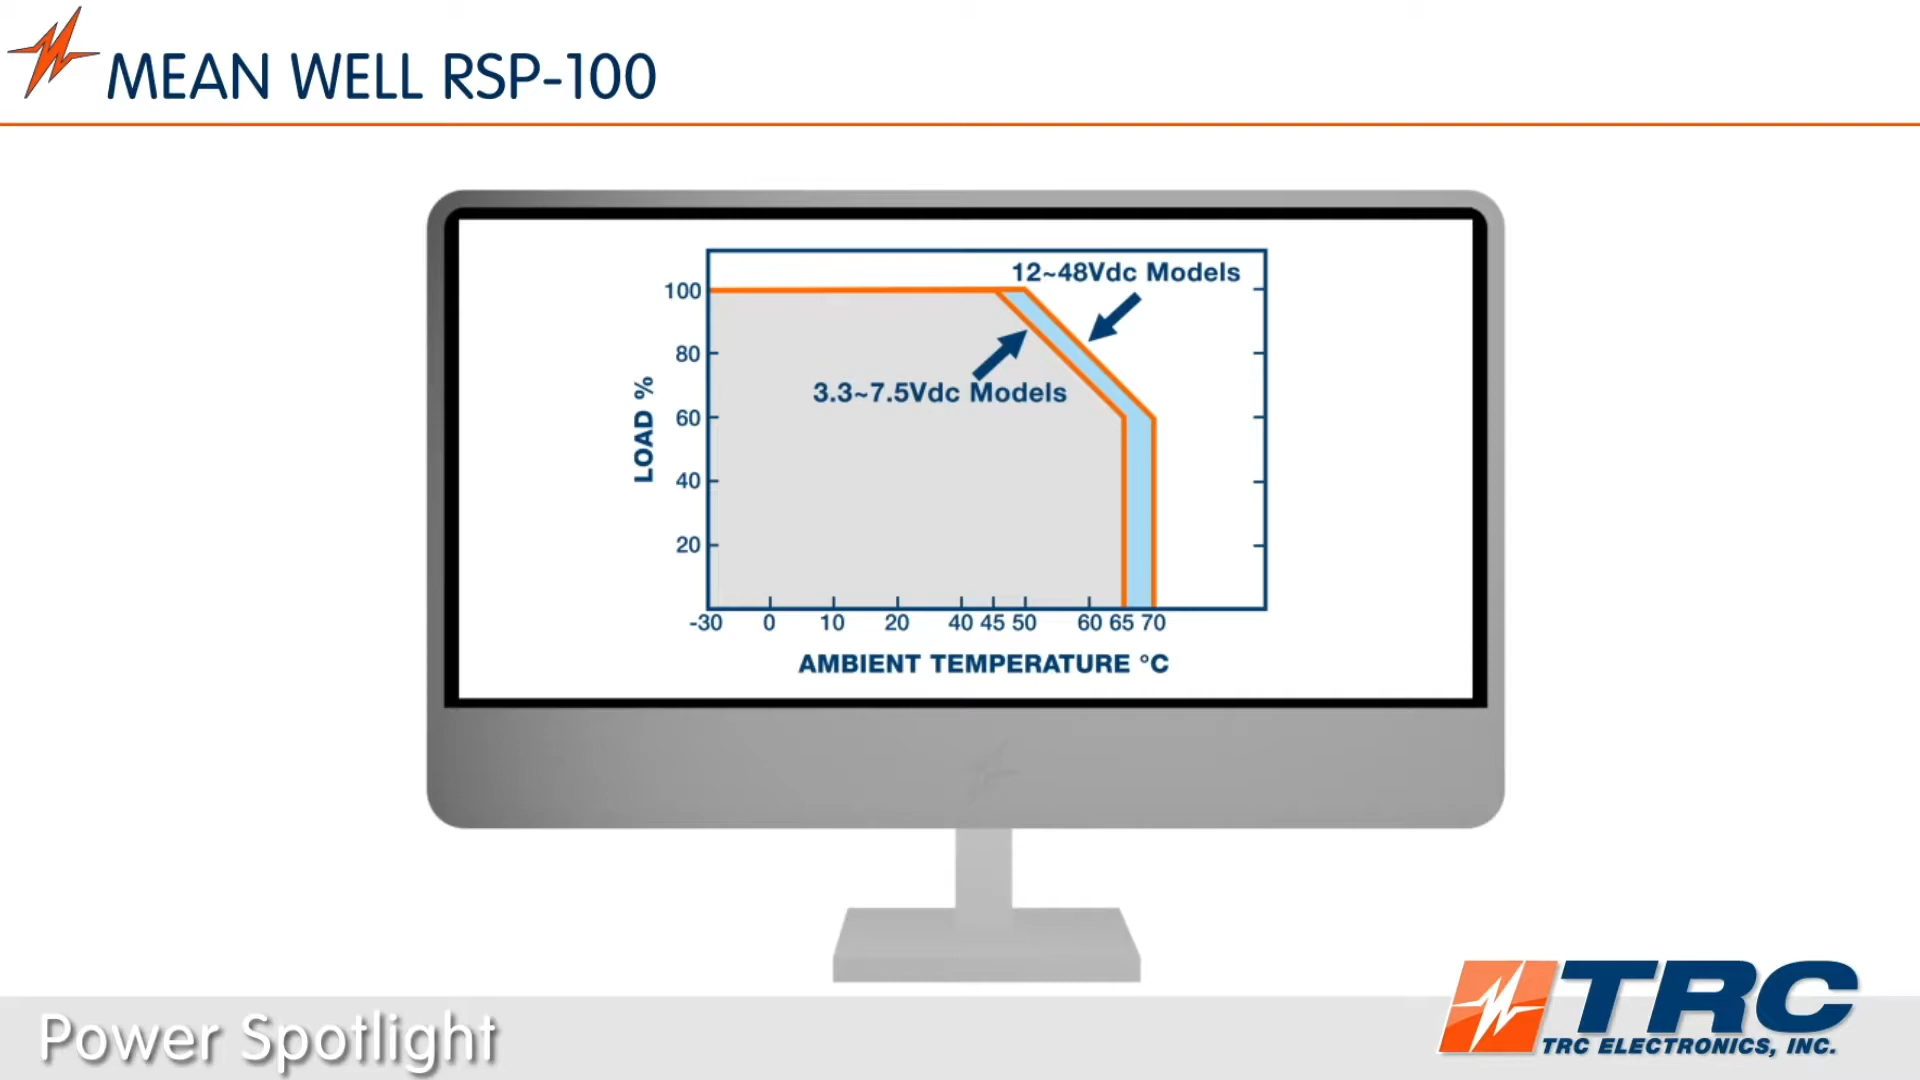 MEAN WELL RSP-100
12~48Vdc Models
100
80
3.3~7.5Vdc Models
LOAD %
60
40
20
-30 0 10 20 40 45 50 60 65 70
AMBIENT TEMPERATURE °C
Power Spotlight
TRC
TRC ELECTRONICS, INC.